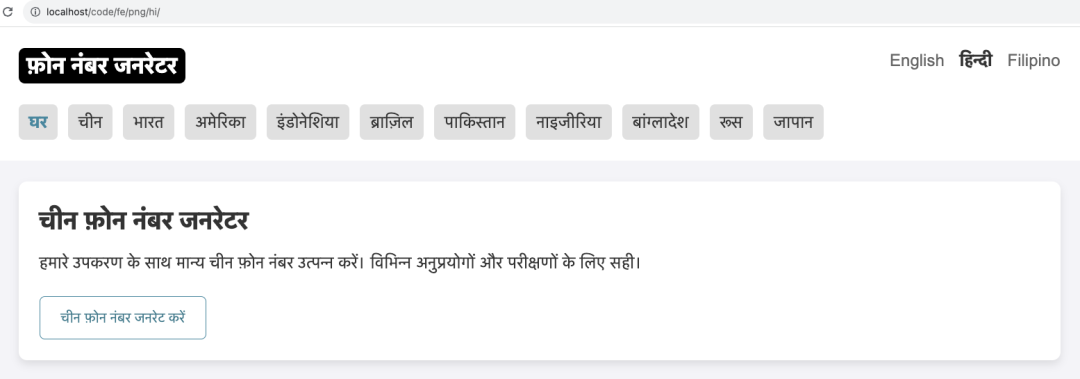 localhost/code/fe/png/hi/
फ़ोन नंबर जनरेटर
English हिन्दी Filipino
घर चीन भारत अमेरिका इंडोनेशिया ब्राज़िल पाकिस्तान नाइजीरिया बांग्लादेश रूस जापान
चीन फ़ोन नंबर जनरेटर
हमारे उपकरण के साथ मान्य चीन फ़ोन नंबर उत्पन्न करें। विभिन्न अनुप्रयोगों और परीक्षणों के लिए सही।
चीन फ़ोन नंबर जनरेट करें